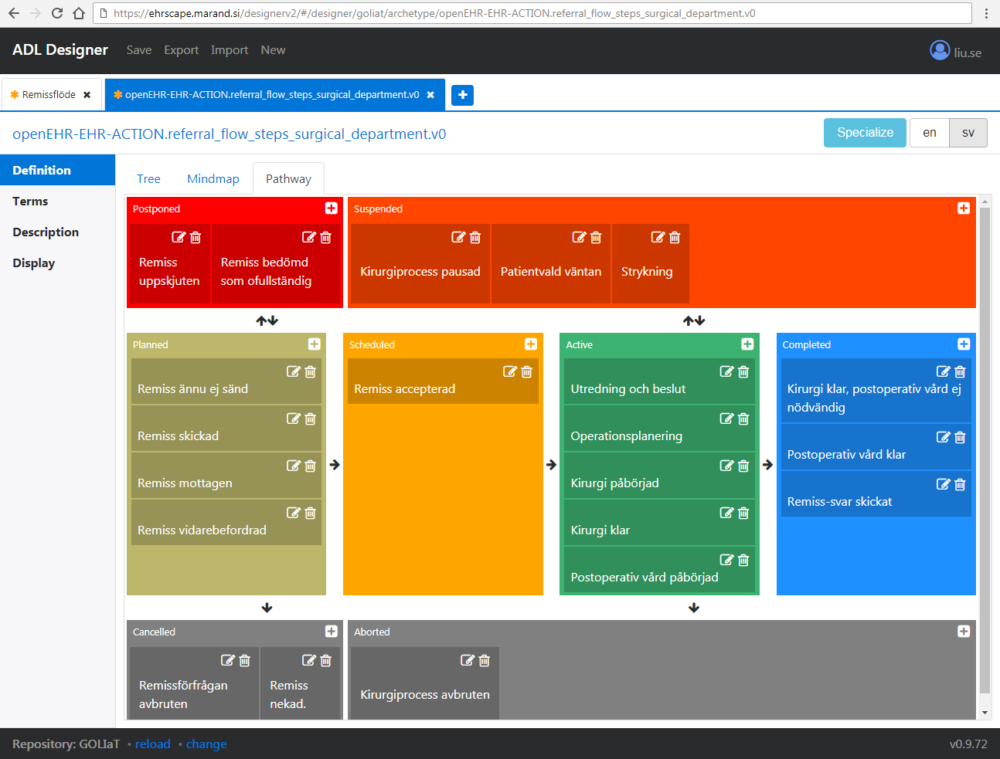 https://ehrscape.marand.si/designerv2/#/designer/goliat/archetype/openEHR-EHR-ACTION.referral_flow_steps_surgical_department.v0
ADL Designer Save Export Import New liu.se
Remissflöde openEHR-EHR-ACTION.referral_flow_steps_surgical_department.v0
openEHR-EHR-ACTION.referral_flow_steps_surgical_department.v0 Specialize en sv
Definition
Terms
Description
Display
Tree Mindmap Pathway
Postponed
Remiss
uppskjuten
Remiss bedömd
som ofullständig
Suspended
Kirurgiprocess pausad
Patientvald väntan
Strykning
Planned
Remiss ännu ej sänd
Remiss skickad
Remiss mottagen
Remiss vidarebefordrad
Scheduled
Remiss accepterad
Active
Utredning och beslut
Operationsplanering
Kirurgi påbörjad
Kirurgi klar
Postoperativ vård påbörjad
Completed
Kirurgi klar, postoperativ vård ej
nödvändig
Postoperativ vård klar
Remiss-svar skickat
Cancelled
Remissförfrågan
avbruten
Remiss
nekad.
Aborted
Kirurgiprocess avbruten
Repository: GOLIaT • reload • change v0.9.72